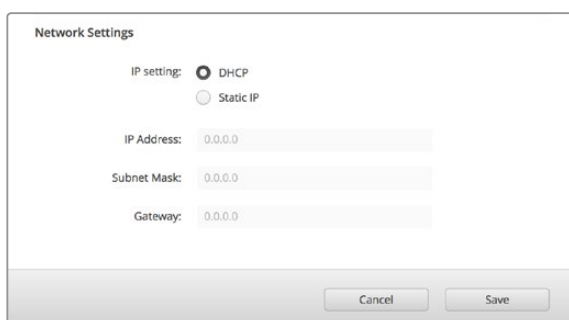 Network Settings
IP setting: DHCP
Static IP
IP Address: 0.0.0.0
Subnet Mask: 0.0.0.0
Gateway: 0.0.0.0
Cancel Save